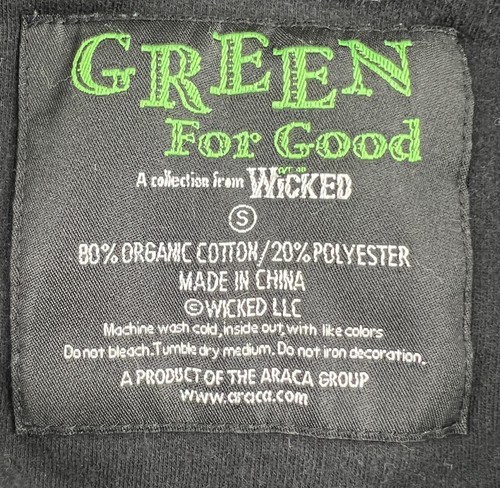 GREEN
For Good
A collection from WICKED
S
80% ORGANIC COTTON/20% POLYESTER
MADE IN CHINA
©WICKED LLC
Machine wash cold, inside out, with like colors
Do not bleach. Tumble dry medium. Do not iron decoration.
A PRODUCT OF THE ARACA GROUP
www.araca.com